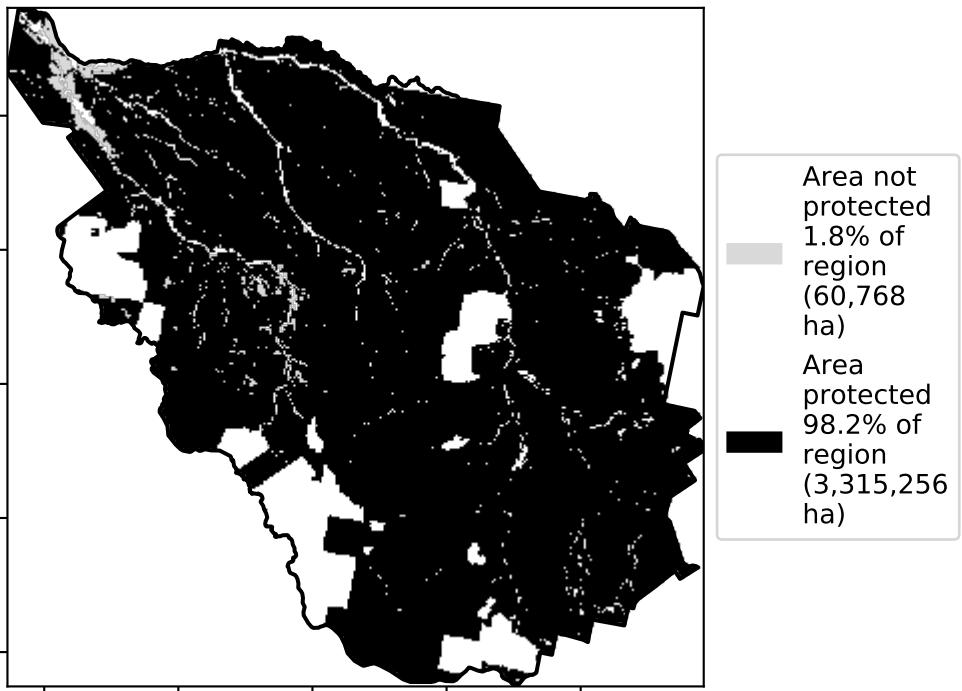 Area not
protected
1.8% of
region
(60,768
ha)
Area
protected
98.2% of
region
(3,315,256
ha)